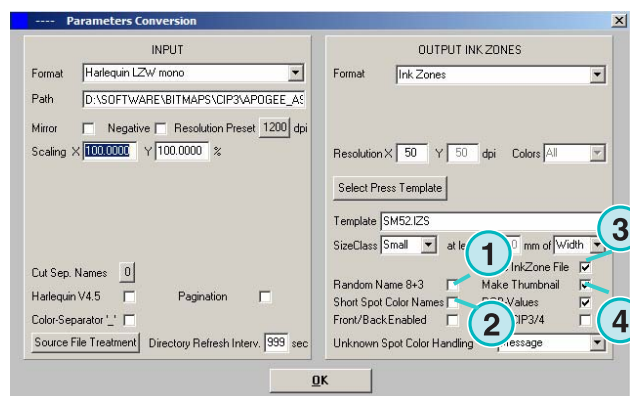 ---- Parameters Conversion
INPUT
Format Harlequin LZW mono
Path D:\SOFTWARE\BITMAPS\CIP3\APOGEE_AS
Mirror Negative Resolution Preset 1200 dpi
Scaling X 100.0000 Y 100.0000 %
Cut Sep. Names 0
Harlequin V4.5 Pagination
Color-Separator '_'
Source File Treatment Directory Refresh Interv. 999 sec
OUTPUT INK ZONES
Format Ink Zones
Resolution X 50 Y 50 dpi Colors All
Select Press Template
Template SM52.IZS
SizeClass Small mm of Width
3
1
InkZone File
Random Name 8+3 Make Thumbnail
Short Spot Color Names Values
2
4
Front/Back Enabled CIP3/4
Unknown Spot Color Handling Message
OK